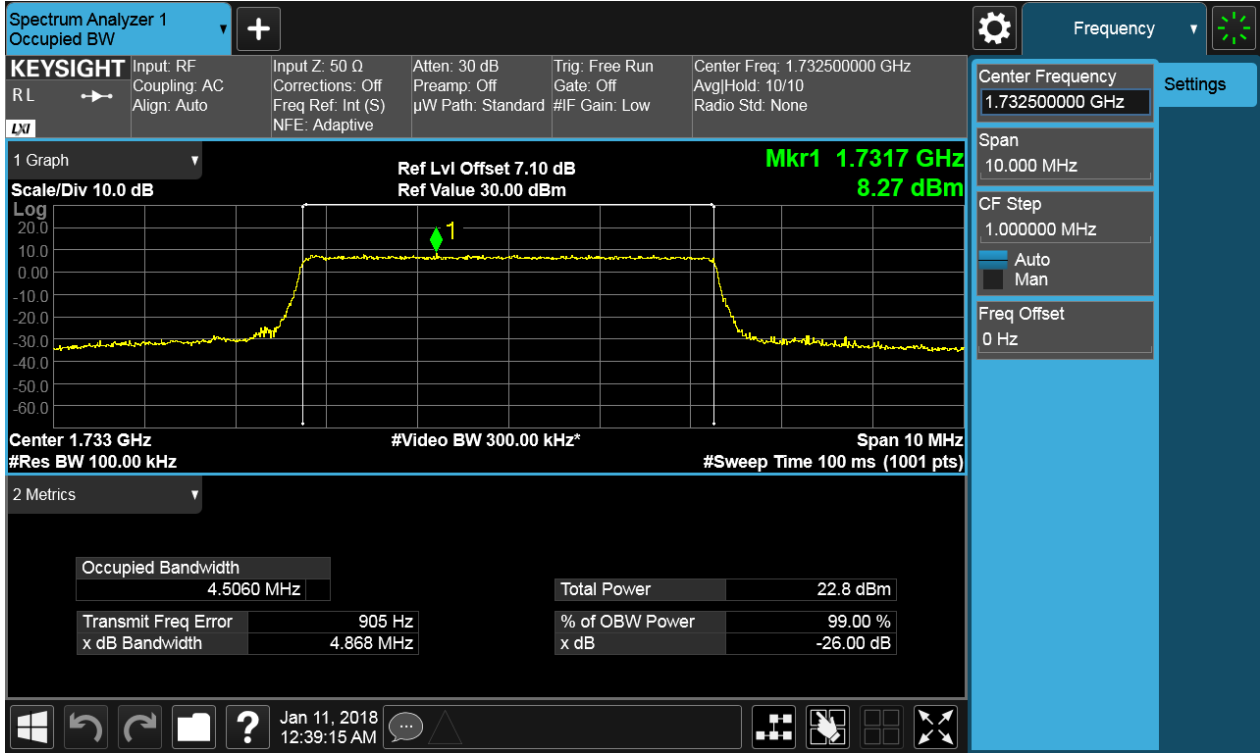 Spectrum Analyzer 1
Occupied BW
Frequency
KEYSIGHT
RL
LXI
Input: RF
Coupling: AC
Align: Auto
Input Z: 50 Ω
Corrections: Off
Freq Ref: Int (S)
NFE: Adaptive
Atten: 30 dB
Preamp: Off
µW Path: Standard
Trig: Free Run
Gate: Off
#IF Gain: Low
Center Freq: 1.732500000 GHz
Avg|Hold: 10/10
Radio Std: None
Center Frequency
1.732500000 GHz
Settings
Span
10.000 MHz
CF Step
1.000000 MHz
Auto
Man
Freq Offset
0 Hz
1 Graph
Scale/Div 10.0 dB
Ref Lvl Offset 7.10 dB
Ref Value 30.00 dBm
Mkr1 1.7317 GHz
8.27 dBm
Log
20.0
10.0
0.00
-10.0
-20.0
-30.0
-40.0
-50.0
-60.0
1
Center 1.733 GHz
#Res BW 100.00 kHz
#Video BW 300.00 kHz*
Span 10 MHz
#Sweep Time 100 ms (1001 pts)
2 Metrics
Occupied Bandwidth
4.5060 MHz
Transmit Freq Error 905 Hz
x dB Bandwidth 4.868 MHz
Total Power 22.8 dBm
% of OBW Power 99.00 %
x dB -26.00 dB
?
Jan 11, 2018
12:39:15 AM